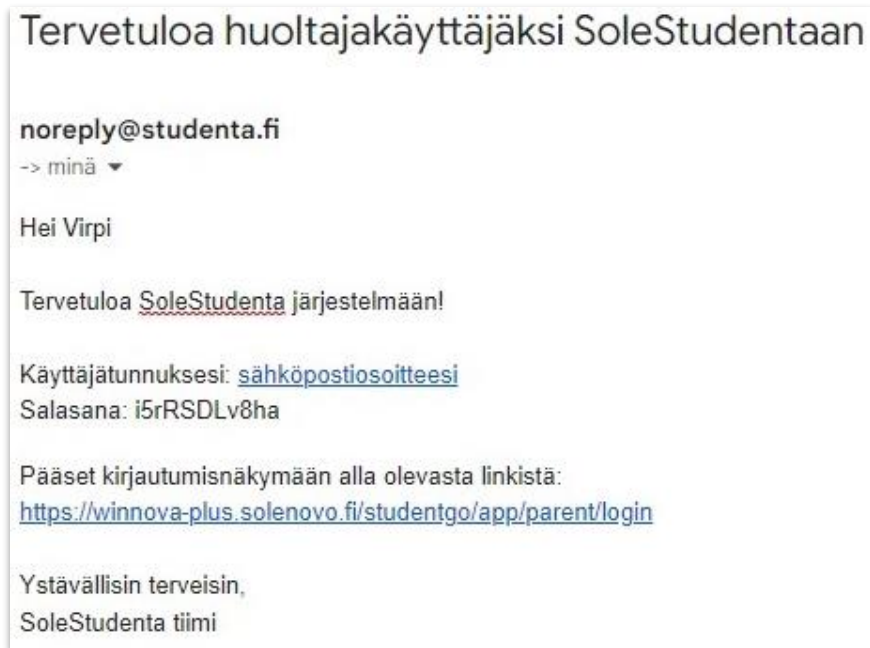 Tervetuloa huoltajakäyttäjäksi SoleStudentaan
noreply@studenta.fi
-> minä
Hei Virpi
Tervetuloa SoleStudenta järjestelmään!
Käyttäjätunnuksesi: sähköpostiosoitteesi
Salasana: i5rRSDLv8ha
Pääset kirjautumisnäkymään alla olevasta linkistä:
https://winnova-plus.solenovo.fi/studentgo/app/parent/login
Ystävällisin terveisin,
SoleStudenta tiimi